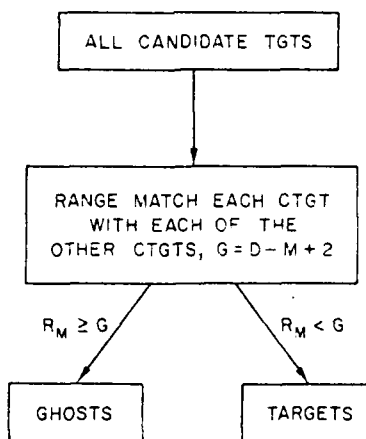 ALL CANDIDATE TGTS
RANGE MATCH EACH CTGT
WITH EACH OF THE
OTHER CTGTS, G = D - M + 2
R_M ≥ G
R_M < G
GHOSTS
TARGETS